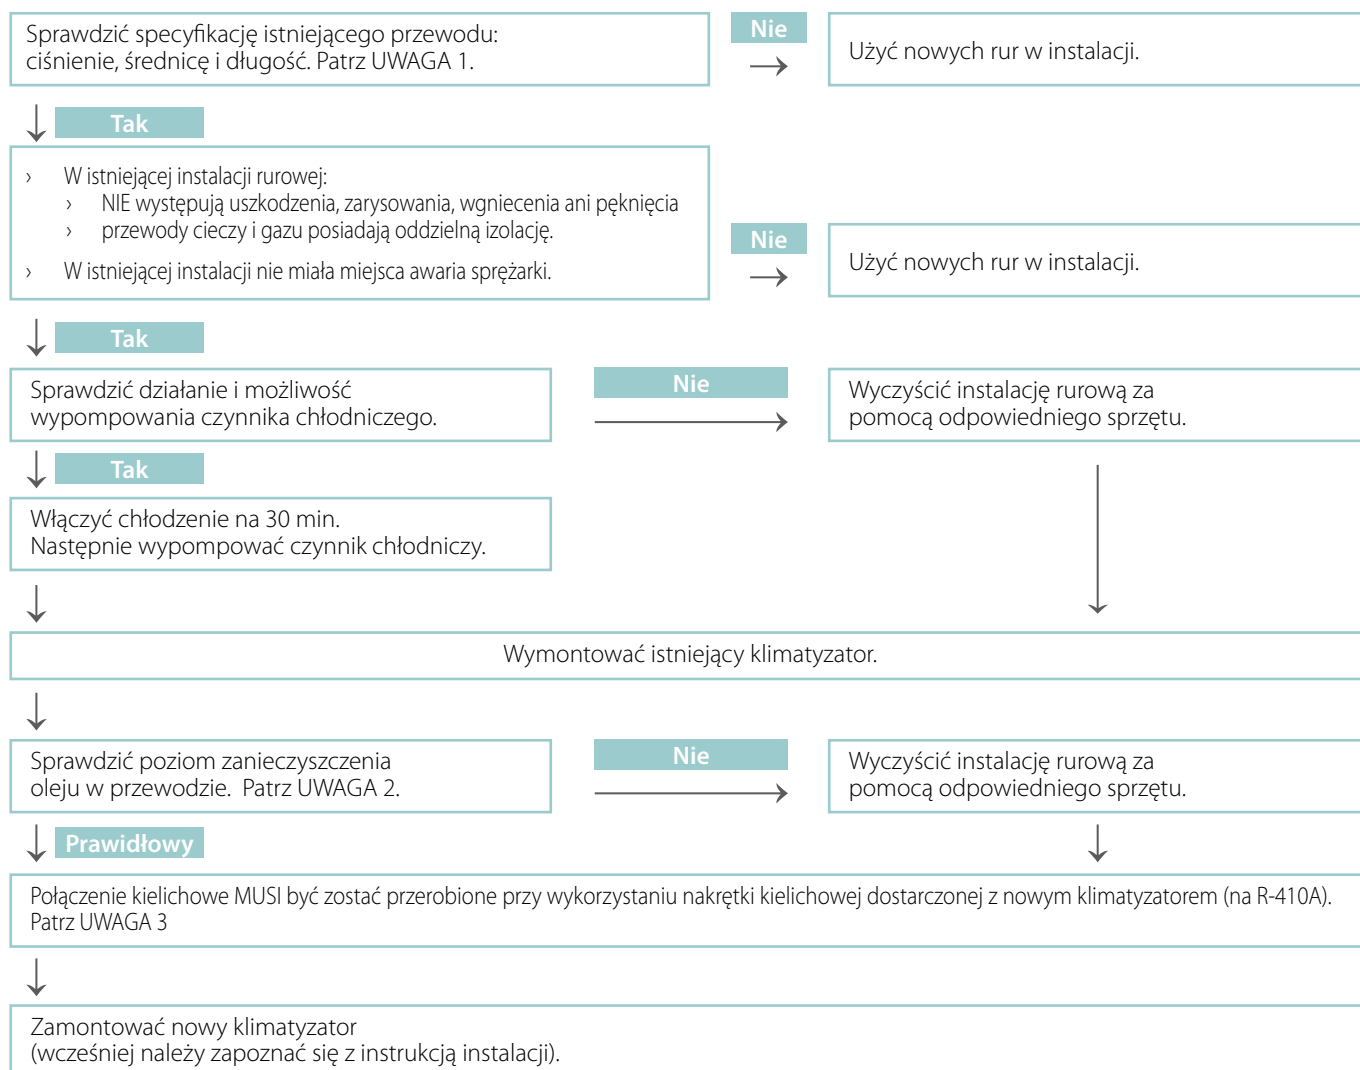 Sprawdzić specyfikację istniejącego przewodu:
ciśnienie, średnicę i długość. Patrz UWAGA 1.
Nie
Użyć nowych rur w instalacji.
Tak
› W istniejącej instalacji rurowej:
› NIE występują uszkodzenia, zarysowania, wgniecenia ani pęknięcia
› przewody cieczy i gazu posiadają oddzielną izolację.
› W istniejącej instalacji nie miała miejsca awaria sprężarki.
Nie
Użyć nowych rur w instalacji.
Tak
Sprawdzić działanie i możliwość
wypompowania czynnika chłodniczego.
Nie
Wyczyścić instalację rurową za
pomocą odpowiedniego sprzętu.
Tak
Włączyć chłodzenie na 30 min.
Następnie wypompować czynnik chłodniczy.
Wymontować istniejący klimatyzator.
Sprawdzić poziom zanieczyszczenia
oleju w przewodzie. Patrz UWAGA 2.
Nie
Wyczyścić instalację rurową za
pomocą odpowiedniego sprzętu.
Prawidłowy
Połączenie kielichowe MUSI być zostać przerobione przy wykorzystaniu nakrętki kielichowej dostarczonej z nowym klimatyzatorem (na R-410A).
Patrz UWAGA 3
Zamontować nowy klimatyzator
(wcześniej należy zapoznać się z instrukcją instalacji).